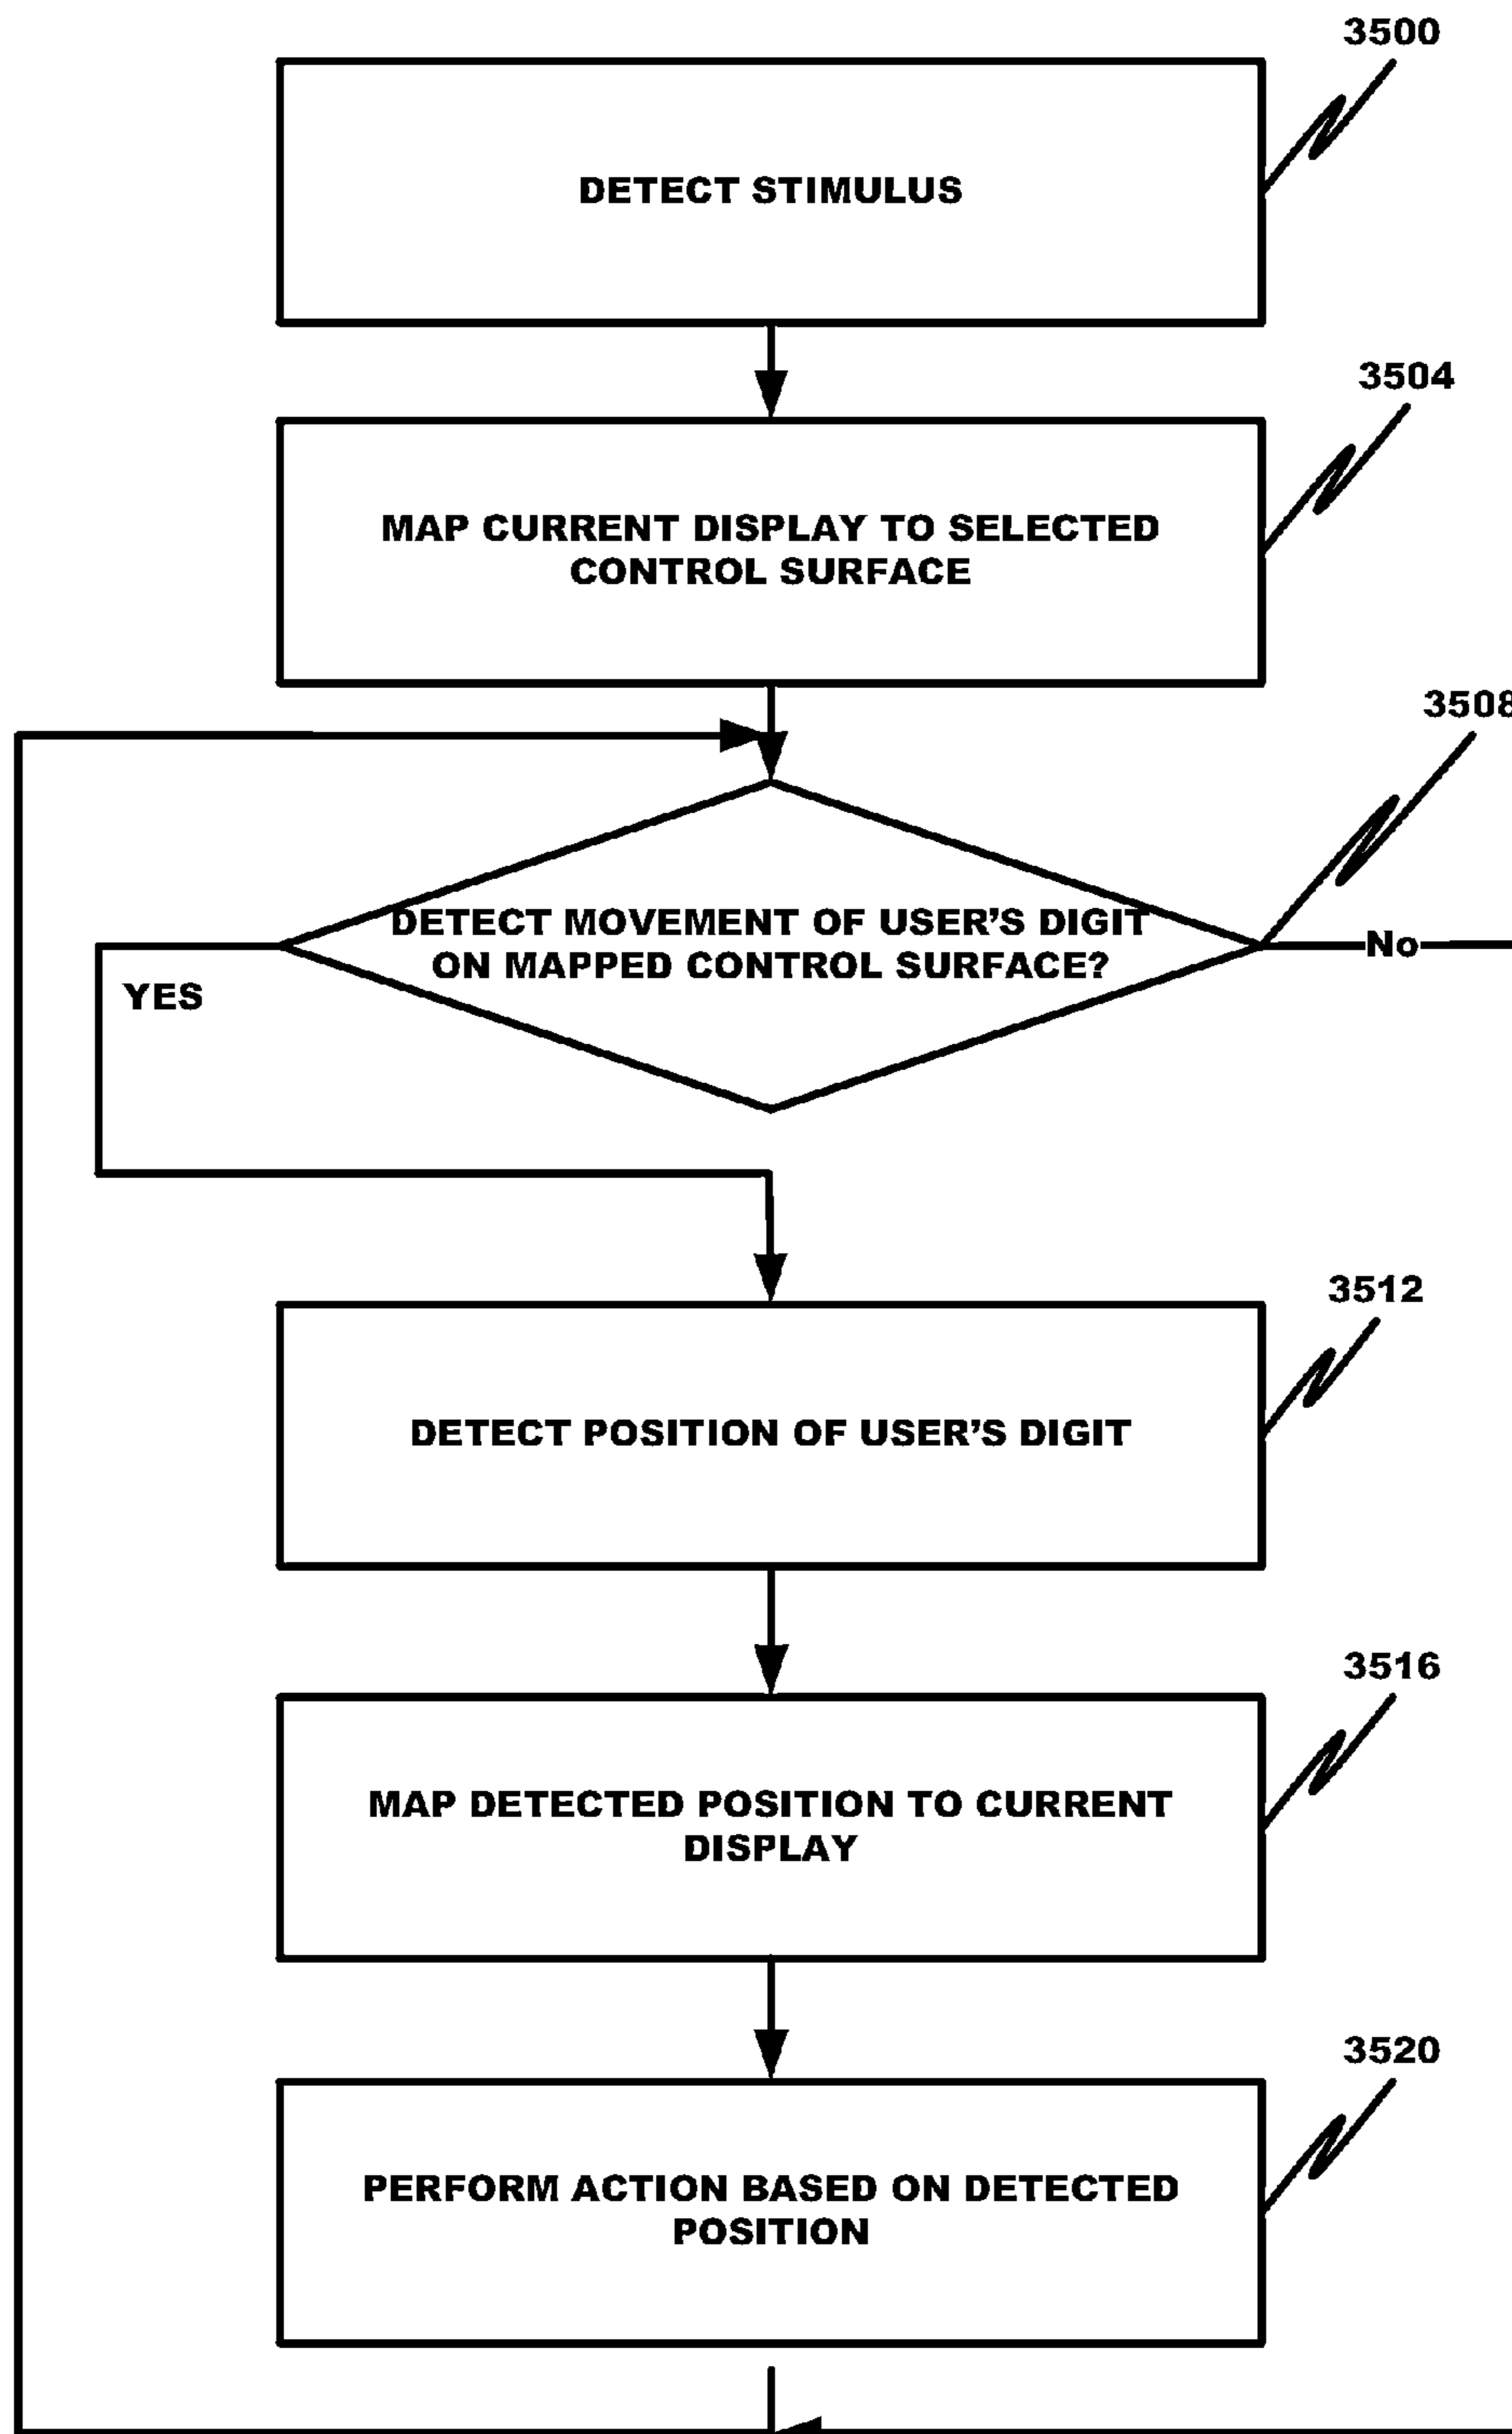 3500
DETECT STIMULUS
3504
MAP CURRENT DISPLAY TO SELECTED
CONTROL SURFACE
3508
DETECT MOVEMENT OF USER'S DIGIT
ON MAPPED CONTROL SURFACE?
No
YES
3512
DETECT POSITION OF USER'S DIGIT
3516
MAP DETECTED POSITION TO CURRENT
DISPLAY
3520
PERFORM ACTION BASED ON DETECTED
POSITION